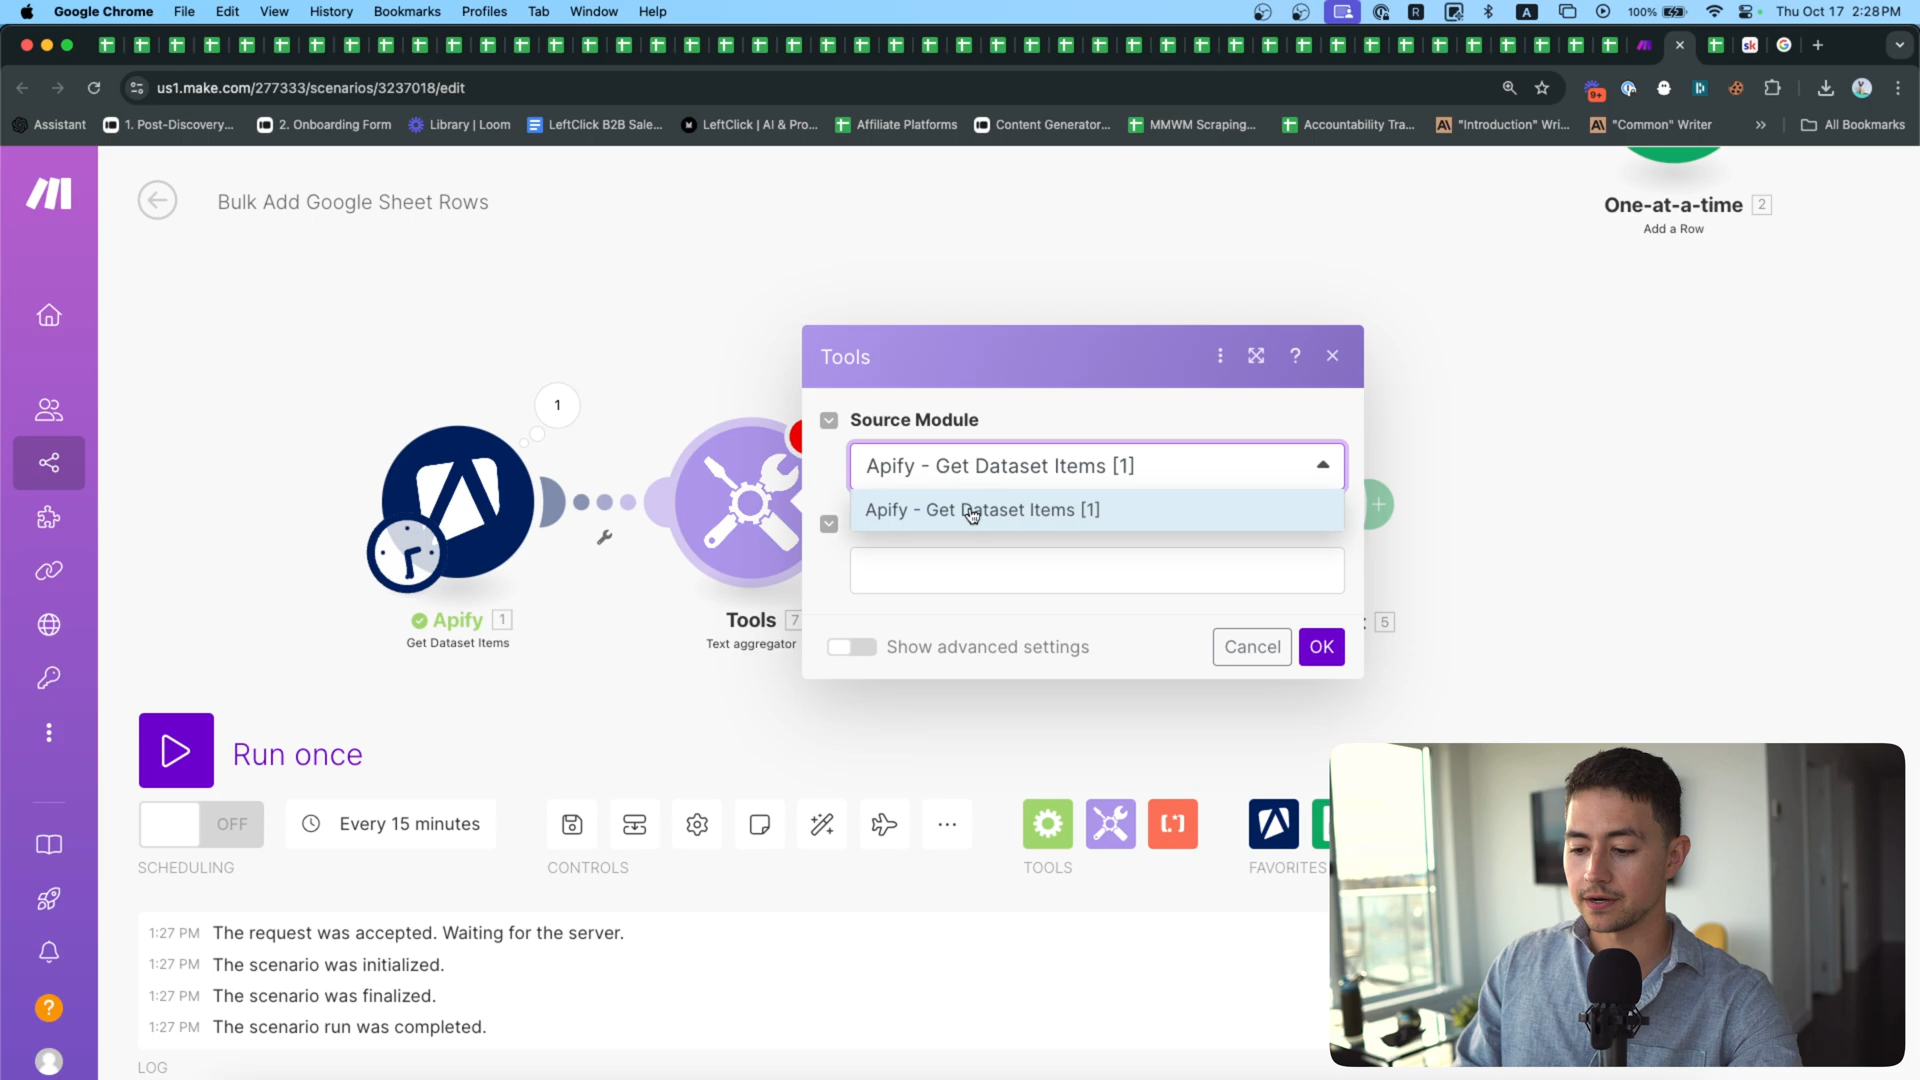 Google Chrome File Edit View History Bookmarks Profiles Tab Window Help
R A 100% Thu Oct 17 2:28 PM
sk G
us1.make.com/277333/scenarios/3237018/edit
9+
Assistant 1. Post-Discovery... 2. Onboarding Form Library | Loom LeftClick B2B Sale... LeftClick | AI & Pro... Affiliate Platforms Content Generator... MMWM Scraping... Accountability Tra... "Introduction" Wri... "Common" Writer » All Bookmarks
Bulk Add Google Sheet Rows
One-at-a-time 2
Add a Row
Tools
?
Source Module
1
Apify - Get Dataset Items [1]
Apify - Get Dataset Items [1]
Apify 1
Get Dataset Items
Tools 7
Text aggregator
5
Show advanced settings
Cancel
OK
Run once
OFF
Every 15 minutes
SCHEDULING
CONTROLS
TOOLS
FAVORITES
1:27 PM The request was accepted. Waiting for the server.
1:27 PM The scenario was initialized.
1:27 PM The scenario was finalized.
1:27 PM The scenario run was completed.
LOG
?